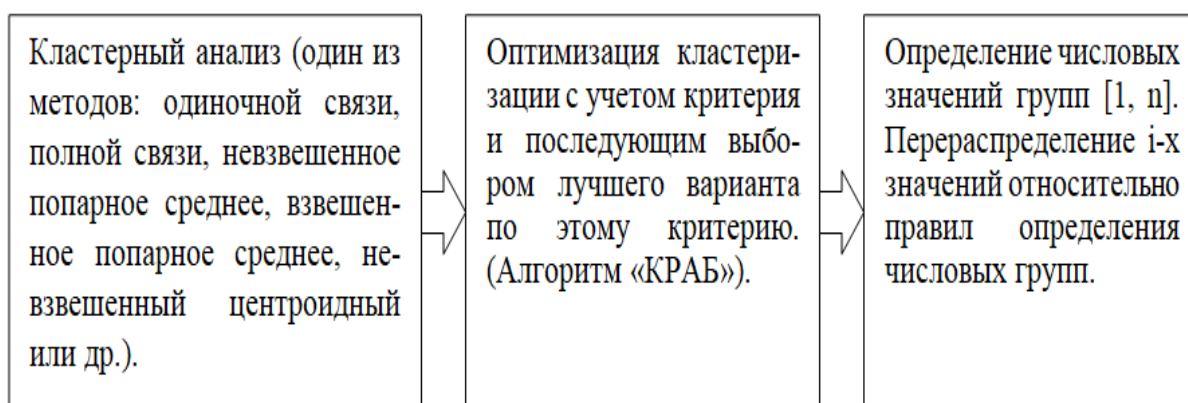 Кластерный анализ (один из
методов: одиночной связи,
полной связи, невзвешенное
попарное среднее, взвешен-
ное попарное среднее, не-
взвешенный центроидный
или др.).
Оптимизация кластери-
зации с учетом критерия
и последующим выбо-
ром лучшего варианта
по этому критерию.
(Алгоритм «КРАБ»).
Определение числовых
значений групп [1, n].
Перераспределение i-х
значений относительно
правил определения
числовых групп.